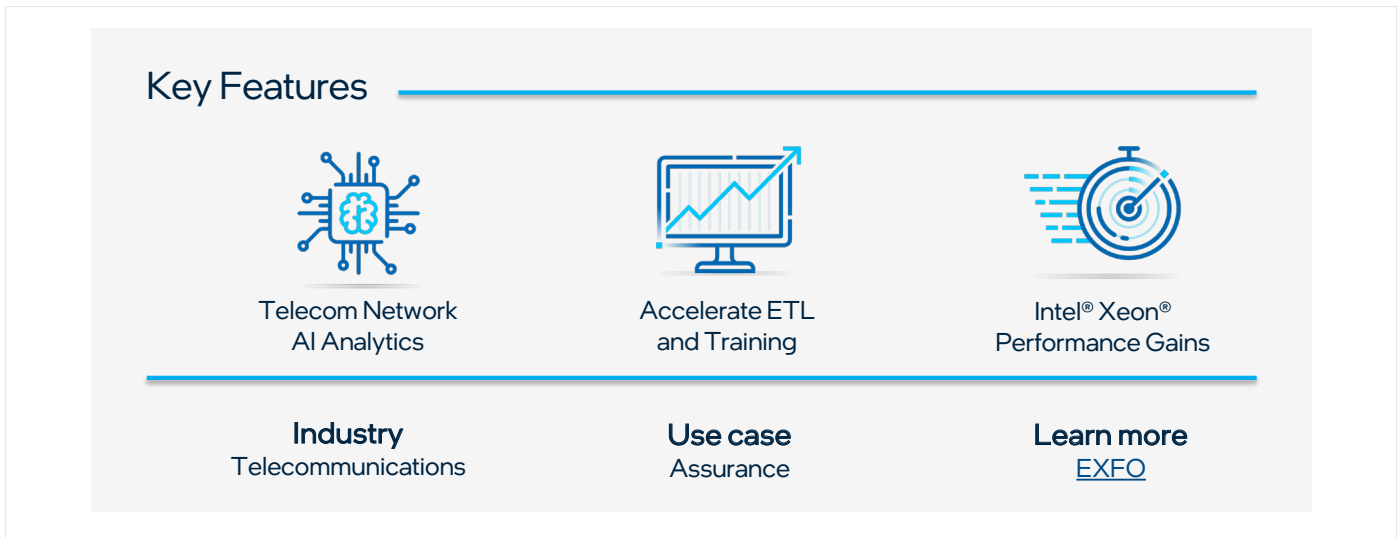 Key Features
Telecom Network
AI Analytics
Accelerate ETL
and Training
Intel® Xeon®
Performance Gains
Industry
Telecommunications
Use case
Assurance
Learn more
EXFO